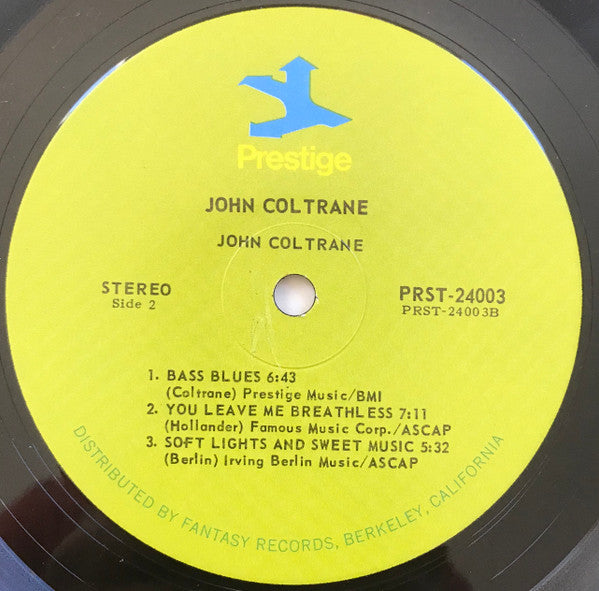 Prestige
JOHN COLTRANE
JOHN COLTRANE
STEREO
Side 2
PRST-24003
PRST-24003B
1. BASS BLUES 6:43
(Coltrane) Prestige Music/BMI
2. YOU LEAVE ME BREATHLESS 7:11
(Hollander) Famous Music Corp./ASCAP
3. SOFT LIGHTS AND SWEET MUSIC 5:32
(Berlin) Irving Berlin Music/ASCAP
DISTRIBUTED BY FANTASY RECORDS, BERKELEY, CALIFORNIA